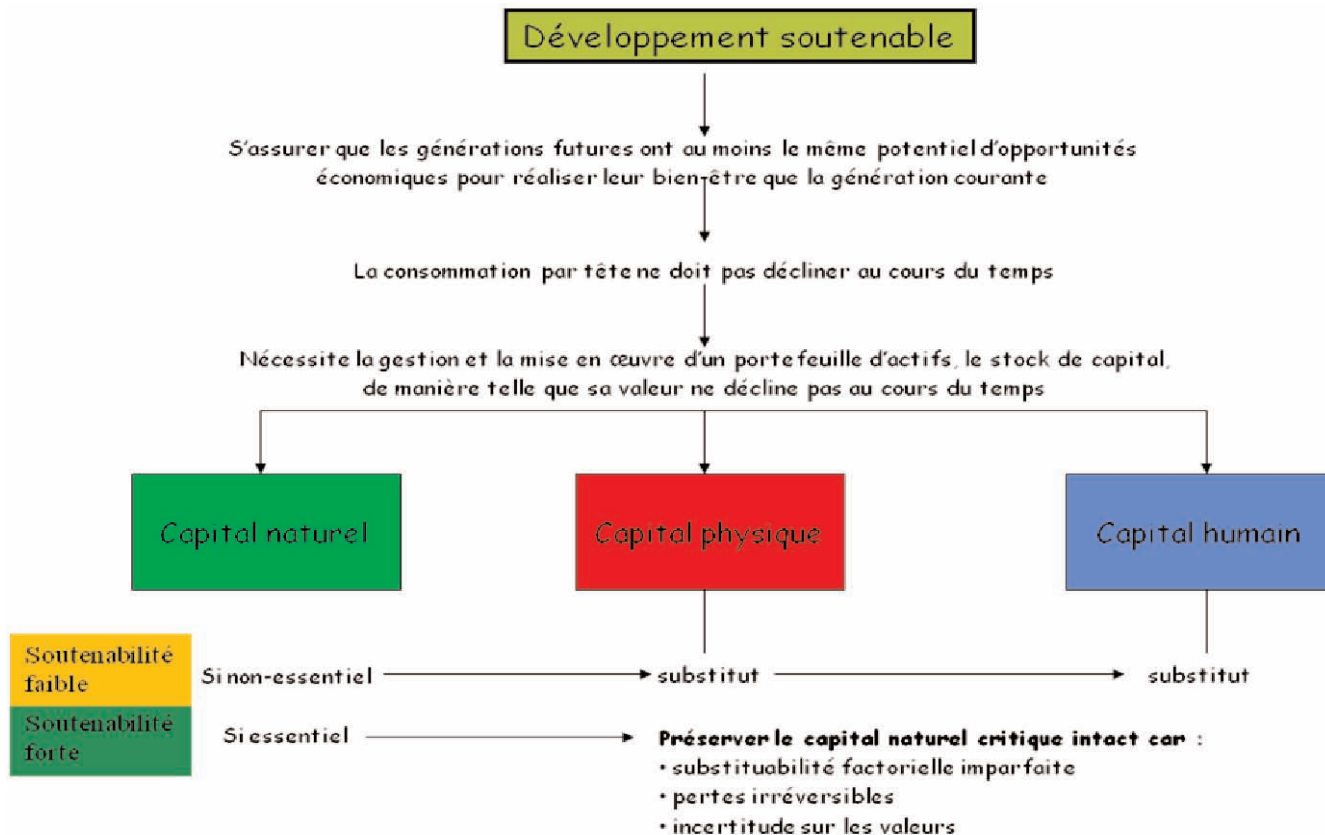 Développement soutenable
S'assurer que les générations futures ont au moins le même potentiel d'opportunités
économiques pour réaliser leur bien-être que la génération courante
La consommation par tête ne doit pas décliner au cours du temps
Nécessite la gestion et la mise en œuvre d'un portefeuille d'actifs, le stock de capital,
de manière telle que sa valeur ne décline pas au cours du temps
Capital naturel
Capital physique
Capital humain
Soutenabilité
faible
Si non-essentiel
substitut
substitut
Soutenabilité
forte
Si essentiel
Préserver le capital naturel critique intact car :
• substituabilité factorielle imparfaite
• pertes irréversibles
• incertitude sur les valeurs